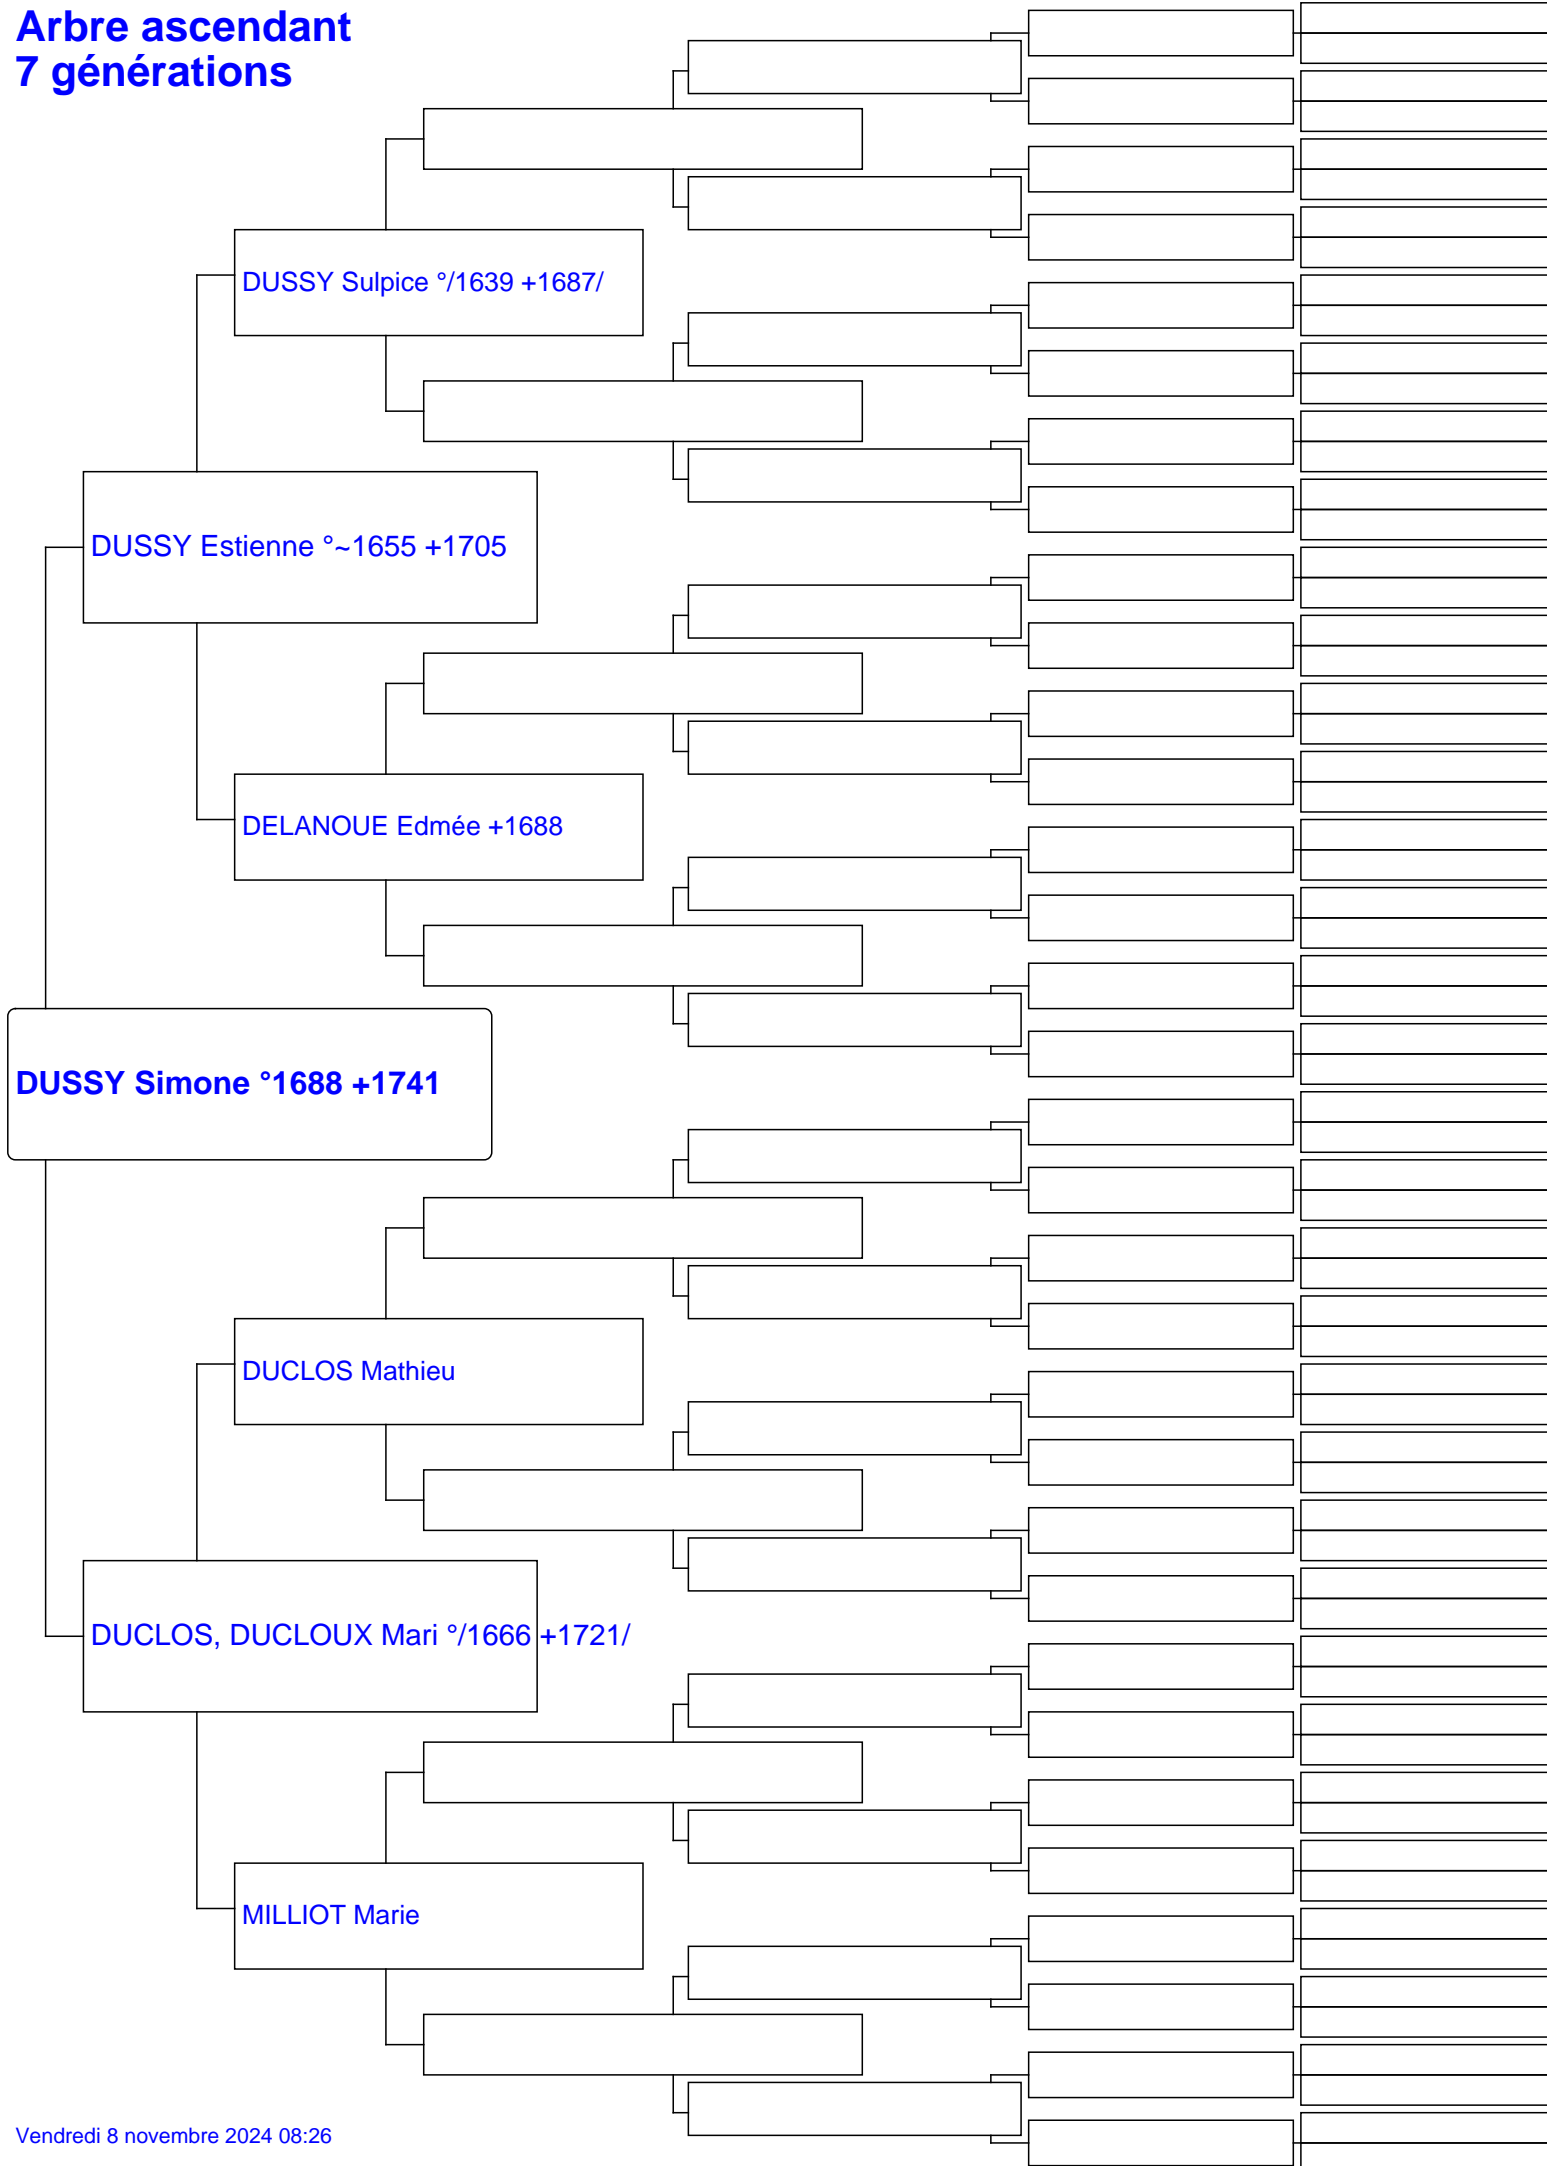 Arbre ascendant
7 générations
DUSSY Sulpice °/1639 +1687/
DUSSY Estienne °~1655 +1705
DELANOUE Edmée +1688
DUSSY Simone °1688 +1741
DUCLOS Mathieu
DUCLOS, DUCLOUX Mari °/1666 +1721/
MILLIOT Marie
Vendredi 8 novembre 2024 08:26